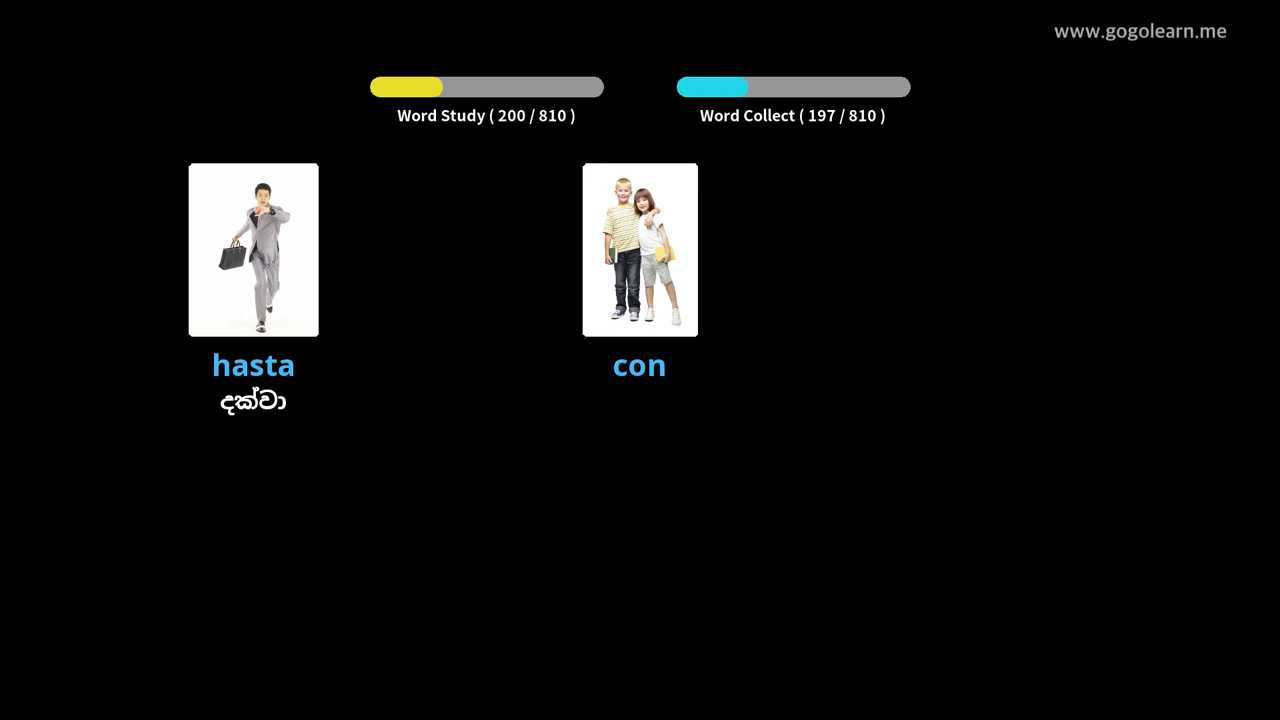 www.gogolearn.me
Word Study ( 200 / 810 )
Word Collect ( 197 / 810 )
hasta
දක්වා
con